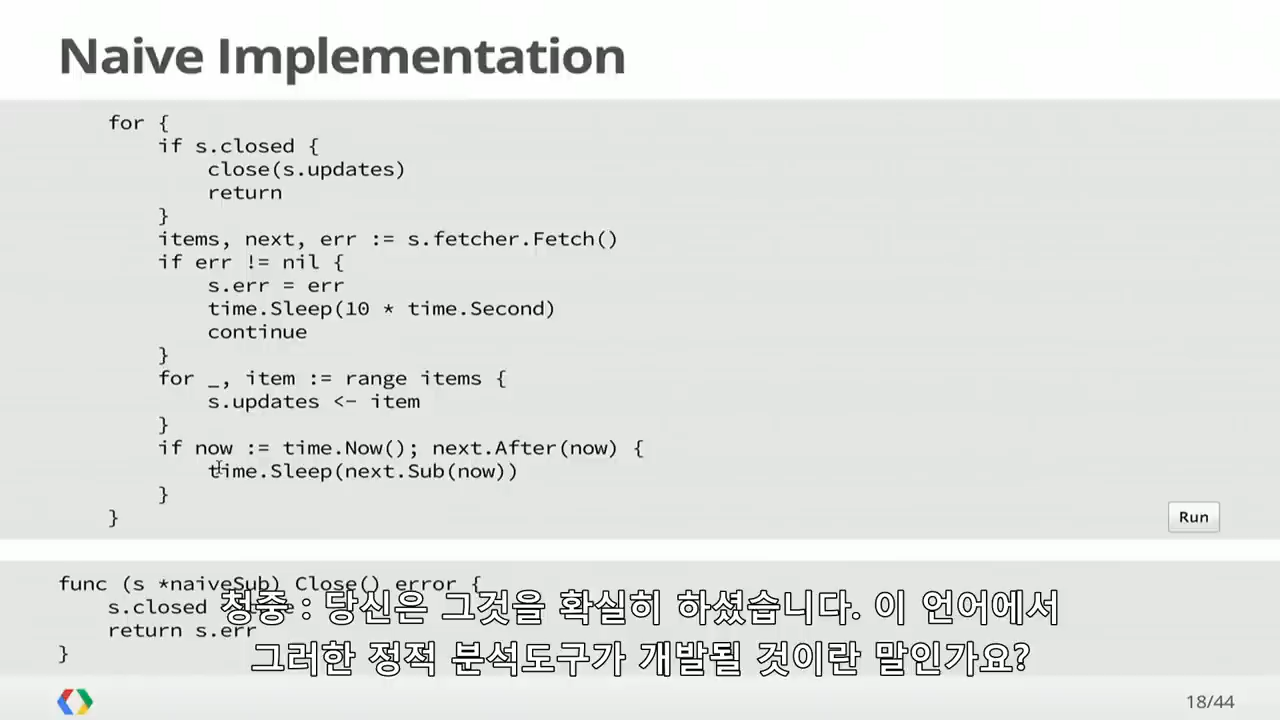 Naive Implementation
for {
if s.closed {
close(s.updates)
return
}
items, next, err := s.fetcher.Fetch()
if err != nil {
s.err = err
time.Sleep(10 * time.Second)
continue
}
for _, item := range items {
s.updates <- item
}
if now := time.Now(); next.After(now) {
time.Sleep(next.Sub(now))
}
}
Run
func (s *naiveSub) Close() error {
s.closed
return s.err
}
청중 : 당신은 그것을 확실히 하셨습니다. 이 언어에서
그러한 정적 분석도구가 개발될 것이란 말인가요?
18/44